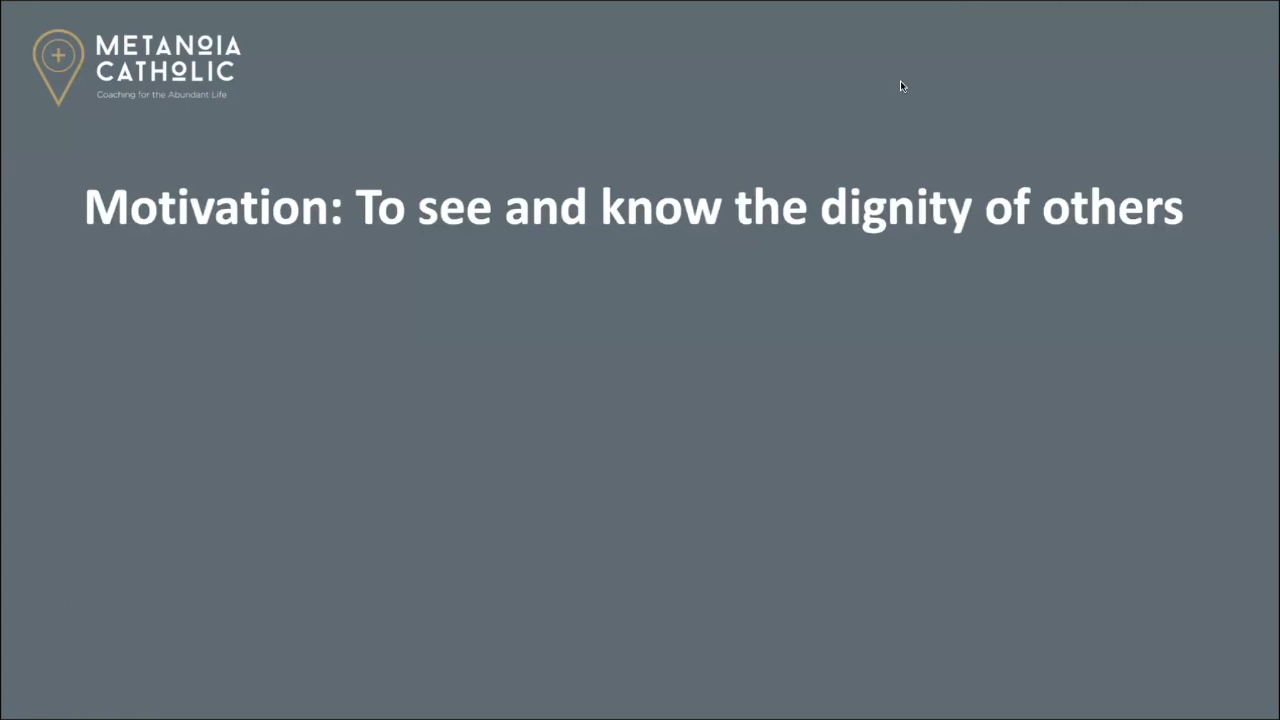 METANOIA
CATHOLIC
Coaching for the Abundant Life
Motivation: To see and know the dignity of others